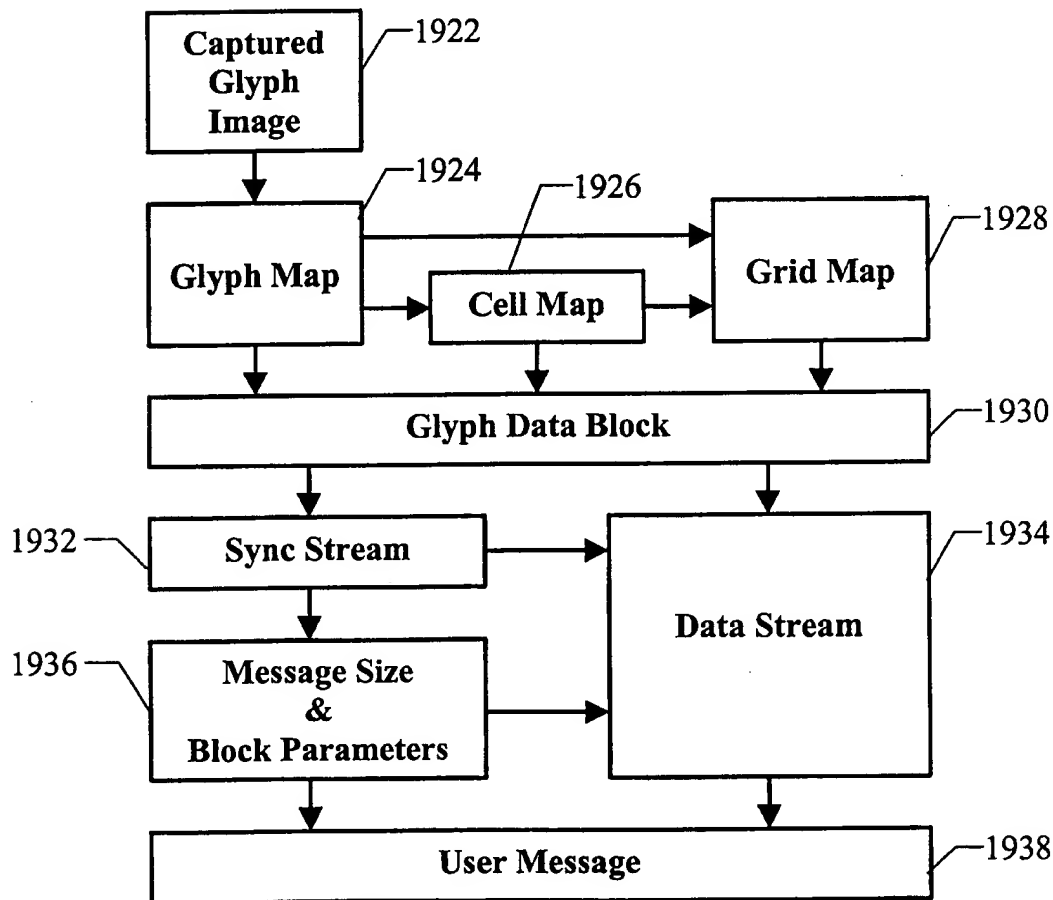 Captured
Glyph
Image
1922
1924
1926
1928
Glyph Map
Cell Map
Grid Map
Glyph Data Block
1930
1932
Sync Stream
1934
Data Stream
1936
Message Size
&
Block Parameters
User Message
1938